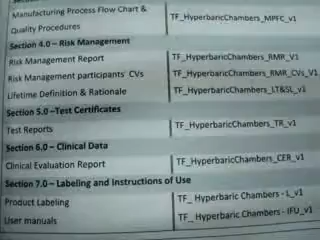 Manufacturing Process Flow Chart & TF_HyperbaricChambers_MPFC_v1
Quality Procedures
Section 4.0 – Risk Management
Risk Management Report TF_HyperbaricChambers_RMR_v1
Risk Management participants' CVs TF_HyperbaricChambers_RMR_CVs_V1
Lifetime Definition & Rationale TF_HyperbaricChambers_LT&SL_v1
Section 5.0 –Test Certificates
Test Reports TF_HyperbaricChambers_TR_v1
Section 6.0 – Clinical Data
Clinical Evaluation Report TF_HyperbaricChambers_CER_v1
Section 7.0 – Labeling and Instructions of Use
Product Labeling TF_ Hyperbaric Chambers - L_v1
User manuals TF_ Hyperbaric Chambers - IFU_v1